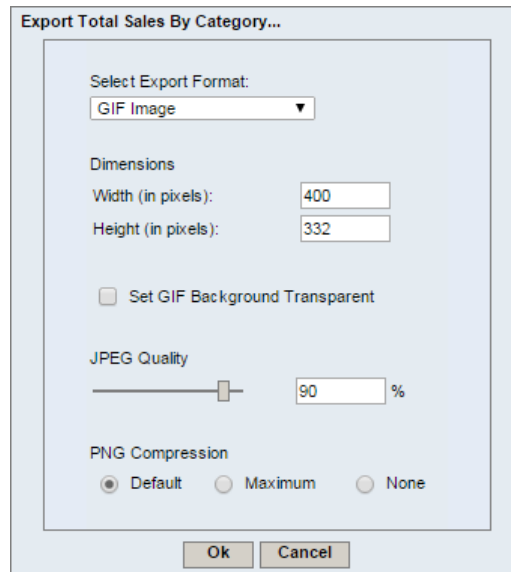 Export Total Sales By Category...
Select Export Format:
GIF Image
Dimensions
Width (in pixels): 400
Height (in pixels): 332
Set GIF Background Transparent
JPEG Quality
90 %
PNG Compression
Default Maximum None
Ok Cancel